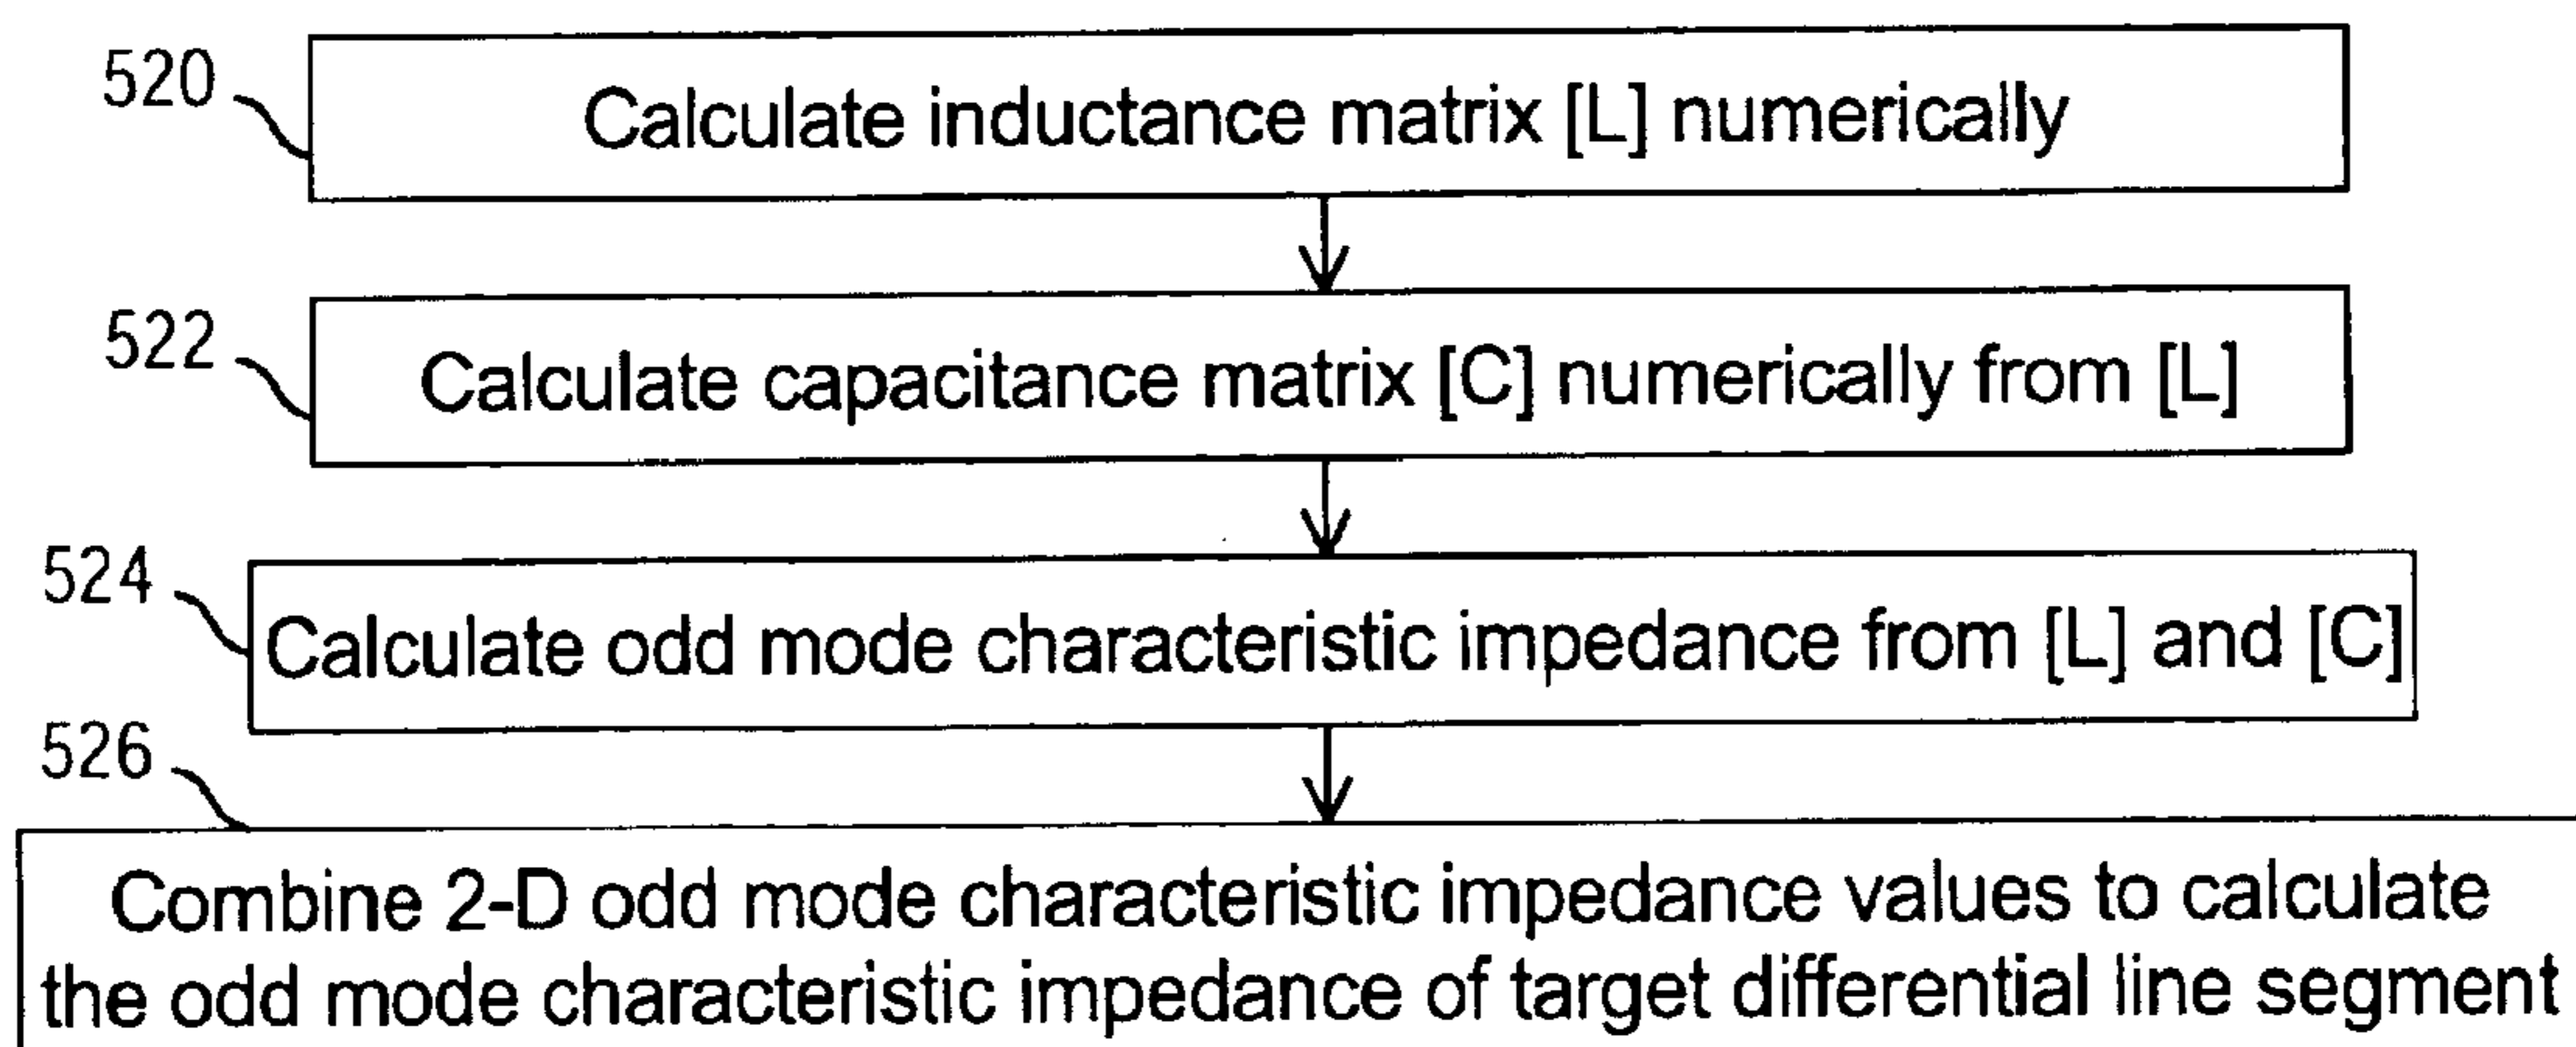 520
Calculate inductance matrix [L] numerically
522
Calculate capacitance matrix [C] numerically from [L]
524
Calculate odd mode characteristic impedance from [L] and [C]
526
Combine 2-D odd mode characteristic impedance values to calculate
the odd mode characteristic impedance of target differential line segment